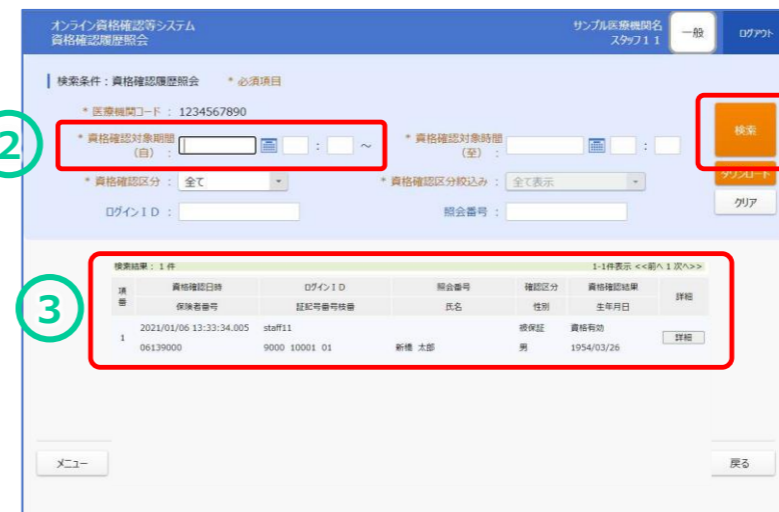 オンライン資格確認等システム
資格確認履歴照会
サンプル医療機関名
スタッフ11
一般
ログアウト
検索条件:資格確認履歴照会 * 必須項目
* 医療機関コード : 1234567890
②
* 資格確認対象期間(自) : : ~ * 資格確認対象時間(至) : :
検索
* 資格確認区分 : 全て * 資格確認区分絞込み : 全て表示
ダウンロード
ログインID : 照会番号 :
クリア
③
検索結果: 1 件 1-1件表示 <<前へ 1 次へ>>
項番 資格確認日時 ログインID 照会番号 確認区分 資格確認結果 詳細
保険者番号 証記号番号枝番 氏名 性別 生年月日
1 2021/01/06 13:33:34.005 staff11 被保証 資格有効 詳細
06139000 9000 10001 01 新橋 太郎 男 1954/03/26
メニュー 戻る